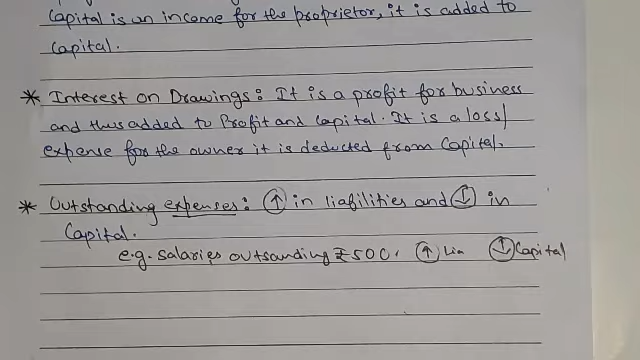 Capital is an income for the proprietor, it is added to
Capital.
* Interest on Drawings: It is a profit for business
and thus added to Profit and Capital. It is a loss/
expense for the owner it is deducted from Capital.
* Outstanding expenses: ↑ in liafilities and ↓ in
Capital.
e.g. salaries outsanding ₹500. ↑ Lia ↓ Capital